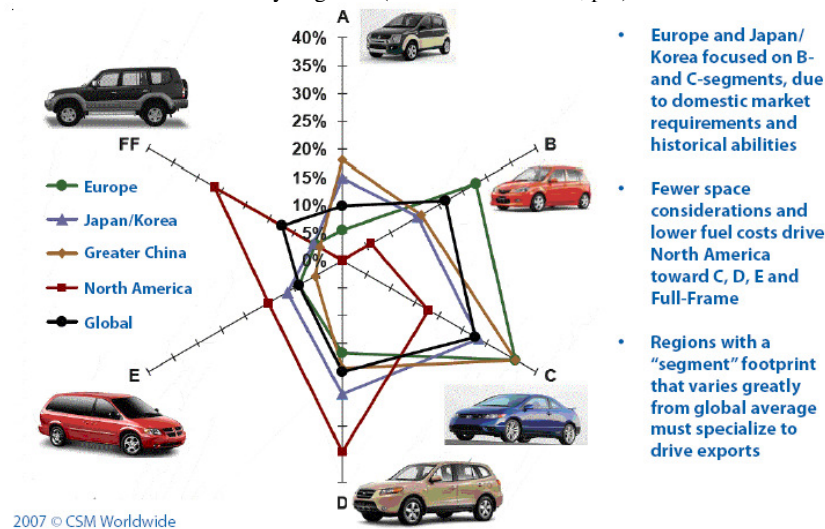 A
40%
35%
30%
25%
20%
15%
10%
5%
0%
FF
B
Europe
Japan/Korea
Greater China
North America
Global
E
C
D
• Europe and Japan/
Korea focused on B-
and C-segments, due
to domestic market
requirements and
historical abilities
• Fewer space
considerations and
lower fuel costs drive
North America
toward C, D, E and
Full-Frame
• Regions with a
“segment” footprint
that varies greatly
from global average
must specialize to
drive exports
2007 © CSM Worldwide